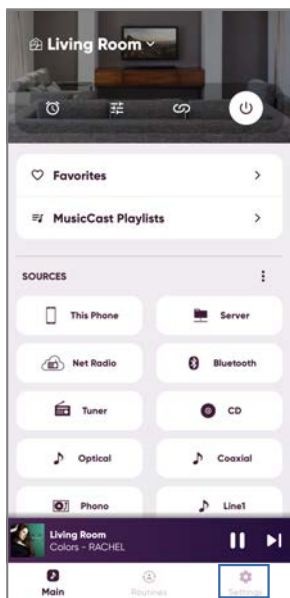 Living Room
Favorites
MusicCast Playlists
SOURCES
This Phone
Server
Net Radio
Bluetooth
Tuner
CD
Optical
Coaxial
Phono
Line1
Living Room
Colors - RACHEL
Main
Routines
Settings